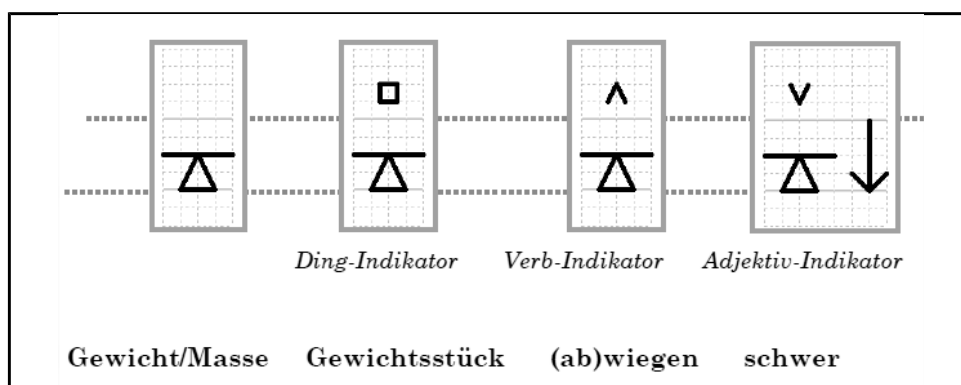 Ding-Indikator Verb-Indikator Adjektiv-Indikator
Gewicht/Masse Gewichtsstück (ab)wiegen schwer